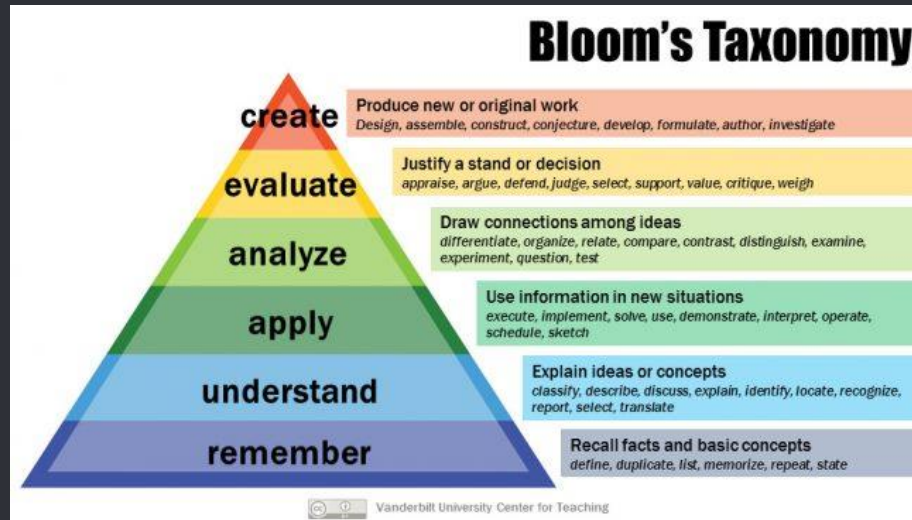 Bloom's Taxonomy
create
Produce new or original work
Design, assemble, construct, conjecture, develop, formulate, author, investigate
evaluate
Justify a stand or decision
appraise, argue, defend, judge, select, support, value, critique, weigh
analyze
Draw connections among ideas
differentiate, organize, relate, compare, contrast, distinguish, examine,
experiment, question, test
apply
Use information in new situations
execute, implement, solve, use, demonstrate, interpret, operate,
schedule, sketch
understand
Explain ideas or concepts
classify, describe, discuss, explain, identify, locate, recognize,
report, select, translate
remember
Recall facts and basic concepts
define, duplicate, list, memorize, repeat, state
cc
Vanderbilt University Center for Teaching